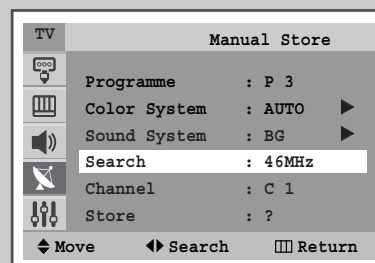 TV
Manual Store
Programme : P 3
Color System : AUTO ▶
Sound System : BG ▶
Search : 46MHz
Channel : C 1
Store : ?
Move Search Return